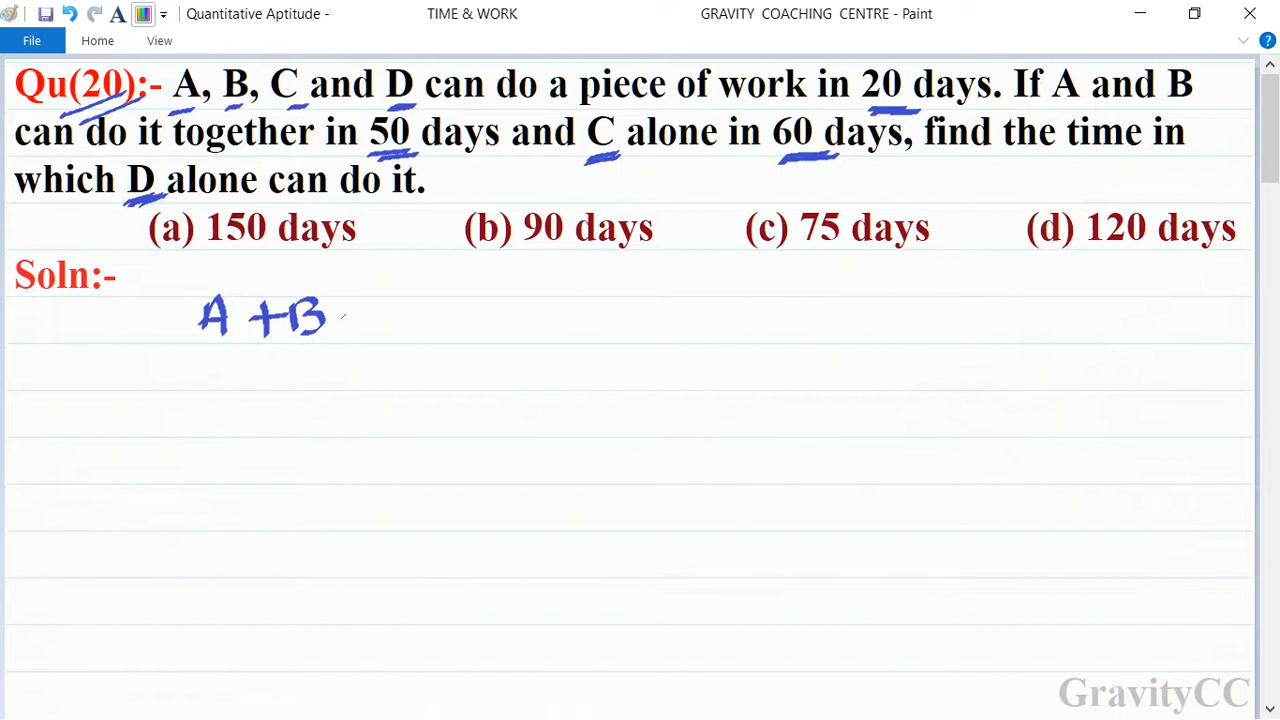 Quantitative Aptitude - TIME & WORK GRAVITY COACHING CENTRE - Paint
File Home View
Qu(20):- A, B, C and D can do a piece of work in 20 days. If A and B
can do it together in 50 days and C alone in 60 days, find the time in
which D alone can do it.
(a) 150 days (b) 90 days (c) 75 days (d) 120 days
Soln:-
A + B
GravityCC